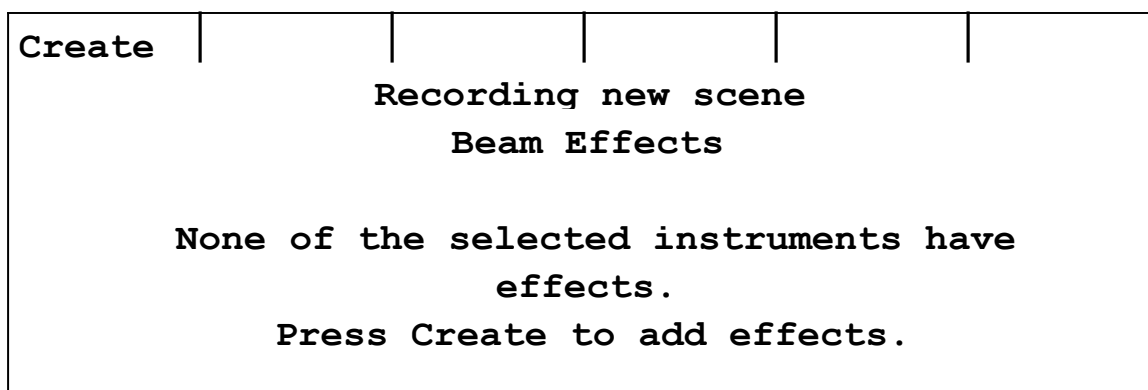 Create
Recording new scene
Beam Effects
None of the selected instruments have
effects.
Press Create to add effects.